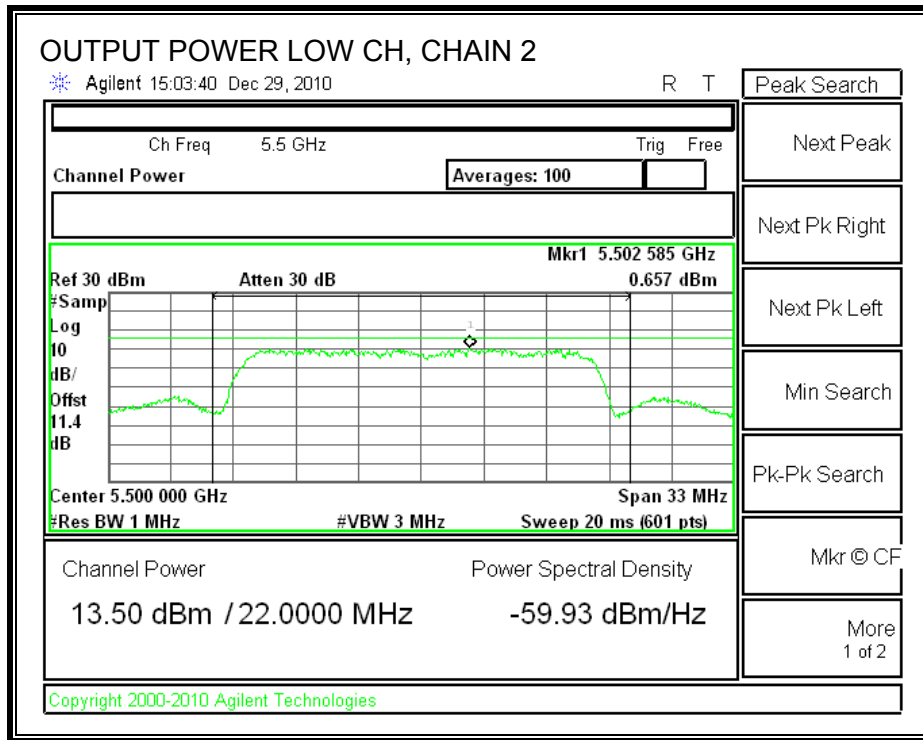 OUTPUT POWER LOW CH, CHAIN 2
Agilent 15:03:40 Dec 29, 2010 R T
Peak Search
Ch Freq 5.5 GHz Trig Free
Channel Power Averages: 100
Mkr1 5.502 585 GHz
Ref 30 dBm Atten 30 dB 0.657 dBm
#Samp
Log
10
dB/
Offst
11.4
dB
1
Center 5.500 000 GHz Span 33 MHz
#Res BW 1 MHz #VBW 3 MHz Sweep 20 ms (601 pts)
Channel Power Power Spectral Density
13.50 dBm / 22.0000 MHz -59.93 dBm/Hz
Copyright 2000-2010 Agilent Technologies
Next Peak
Next Pk Right
Next Pk Left
Min Search
Pk-Pk Search
Mkr © CF
More
1 of 2